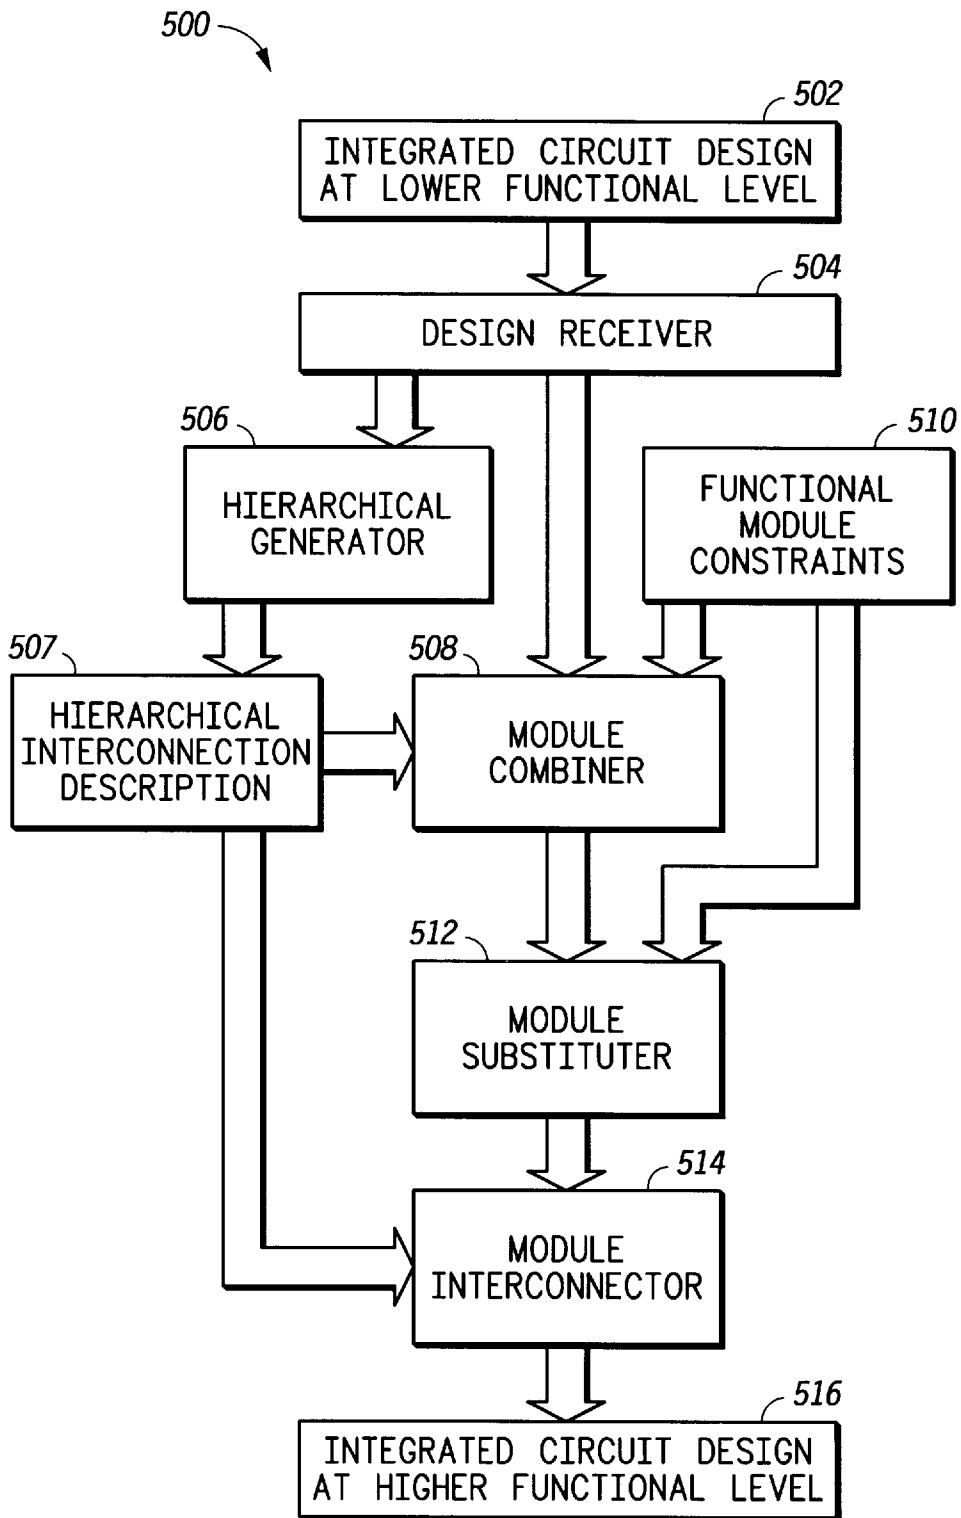 500
502
INTEGRATED CIRCUIT DESIGN
AT LOWER FUNCTIONAL LEVEL
504
DESIGN RECEIVER
506
HIERARCHICAL
GENERATOR
510
FUNCTIONAL
MODULE
CONSTRAINTS
507
HIERARCHICAL
INTERCONNECTION
DESCRIPTION
508
MODULE
COMBINER
512
MODULE
SUBSTITUTER
514
MODULE
INTERCONNECTOR
516
INTEGRATED CIRCUIT DESIGN
AT HIGHER FUNCTIONAL LEVEL